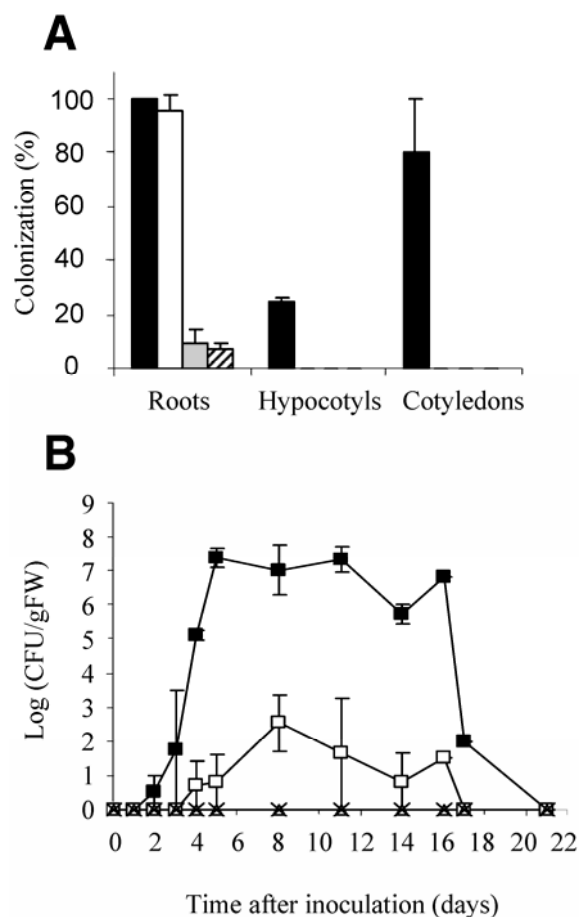 A
Colonization (%)
100
80
60
40
20
0
Roots Hypocotyls Cotyledons
B
Log (CFU/gFW)
9
8
7
6
5
4
3
2
1
0
0 2 4 6 8 10 12 14 16 18 20 22
Time after inoculation (days)